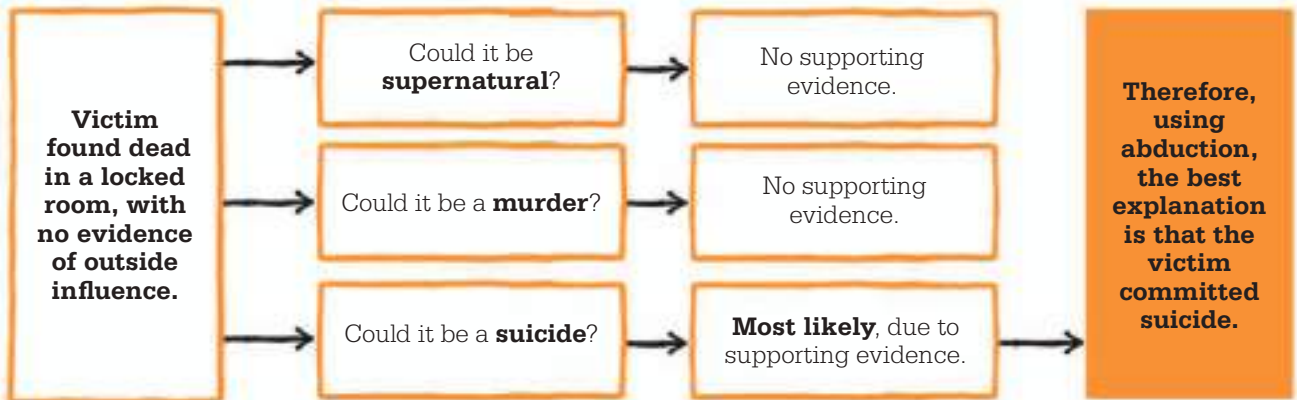 Victim
found dead
in a locked
room, with
no evidence
of outside
influence.
Could it be
supernatural?
No supporting
evidence.
Could it be a murder?
No supporting
evidence.
Could it be a suicide?
Most likely, due to
supporting evidence.
Therefore,
using
abduction,
the best
explanation
is that the
victim
committed
suicide.